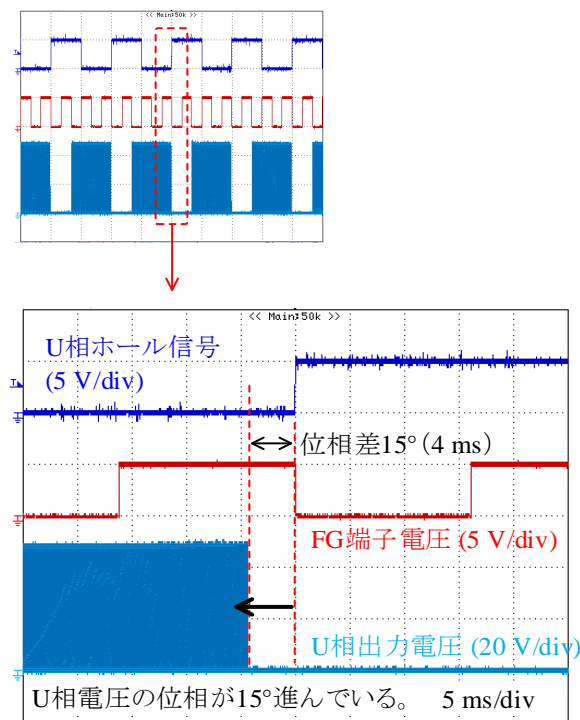 << Main:50k >>
<< Main:50k >>
U相ホール信号
(5 V/div)
位相差15°(4 ms)
FG端子電圧 (5 V/div)
U相出力電圧 (20 V/div)
U相電圧の位相が15°進んでいる。 5 ms/div